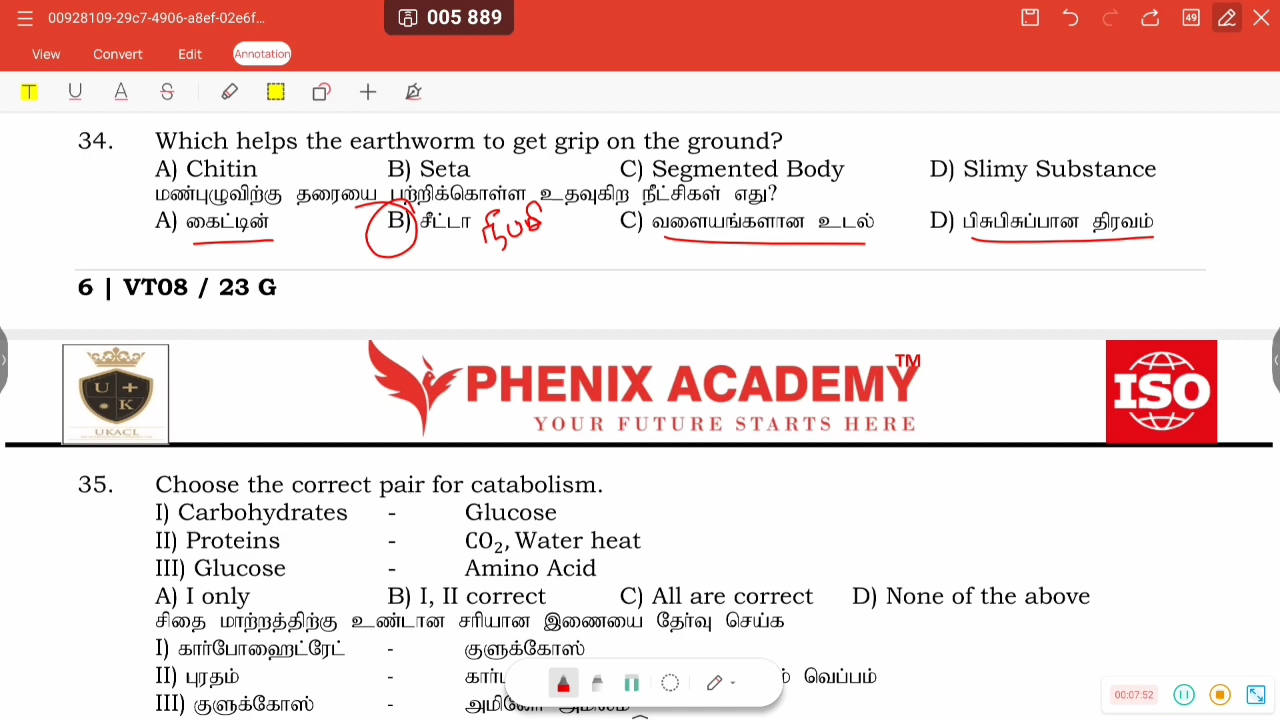 00928109-29c7-4906-a8ef-02e6f...
005 889
49
View Convert Edit Annotation
T U A S
34. Which helps the earthworm to get grip on the ground?
A) Chitin B) Seta C) Segmented Body D) Slimy Substance
மண்புழுவிற்கு தரையை பற்றிக்கொள்ள உதவுகிற நீட்சிகள் எது?
A) கைட்டின் B) சீட்டா C) வளையங்களான உடல் D) பிசுபிசுப்பான திரவம்
6 | VT08 / 23 G
U K
UKACL
PHENIX ACADEMY™
YOUR FUTURE STARTS HERE
ISO
35. Choose the correct pair for catabolism.
I) Carbohydrates - Glucose
II) Proteins - CO₂, Water heat
III) Glucose - Amino Acid
A) I only B) I, II correct C) All are correct D) None of the above
சிதை மாற்றத்திற்கு உண்டான சரியான இணையை தேர்வு செய்க
I) கார்போஹைட்ரேட் - குளுக்கோஸ்
II) புரதம் - வெப்பம்
III) குளுக்கோஸ் - அமினோ அமிலம்
00:07:52